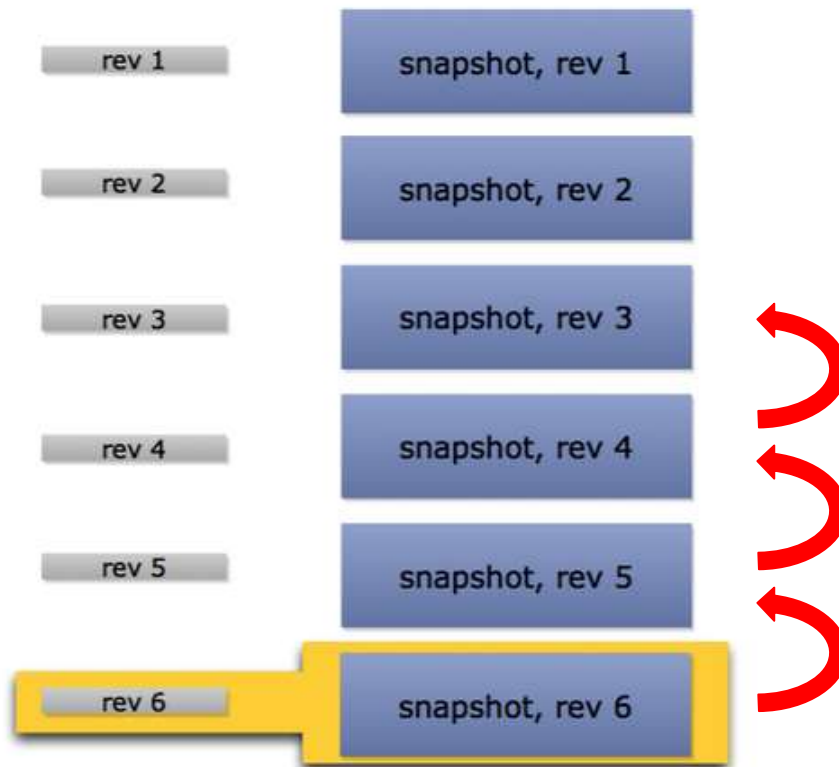 rev 1
snapshot, rev 1
rev 2
snapshot, rev 2
rev 3
snapshot, rev 3
rev 4
snapshot, rev 4
rev 5
snapshot, rev 5
rev 6
snapshot, rev 6